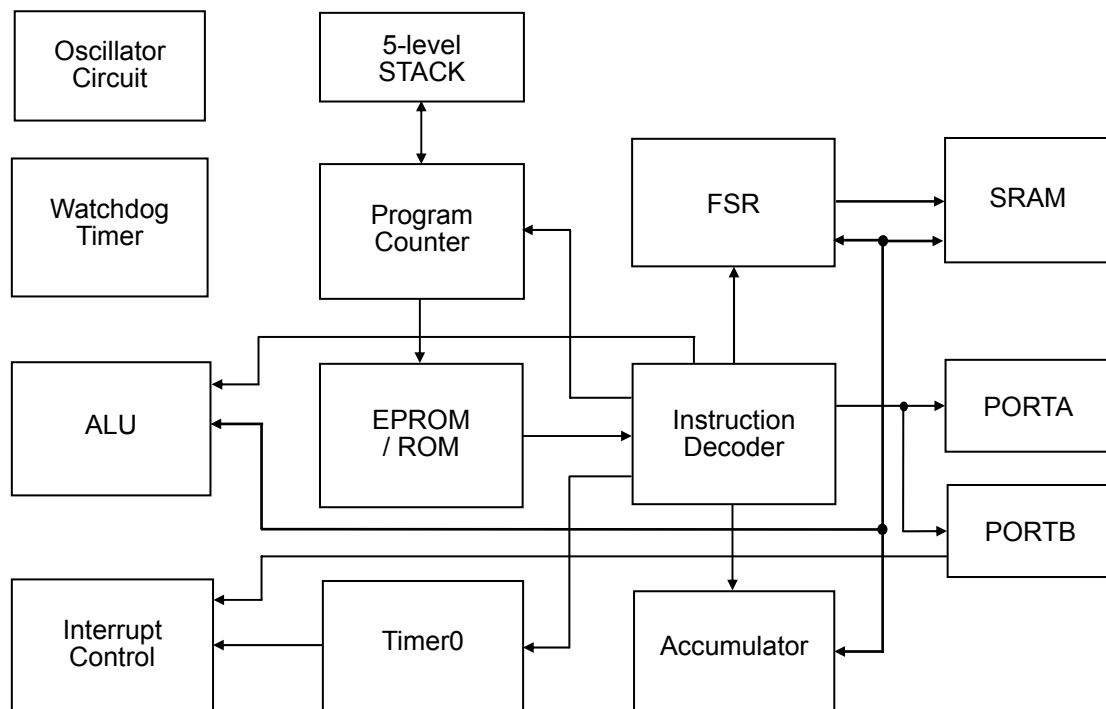 Oscillator
Circuit
5-level
STACK
Watchdog
Timer
Program
Counter
FSR
SRAM
ALU
EPROM
/ ROM
Instruction
Decoder
PORTA
PORTB
Interrupt
Control
Timer0
Accumulator